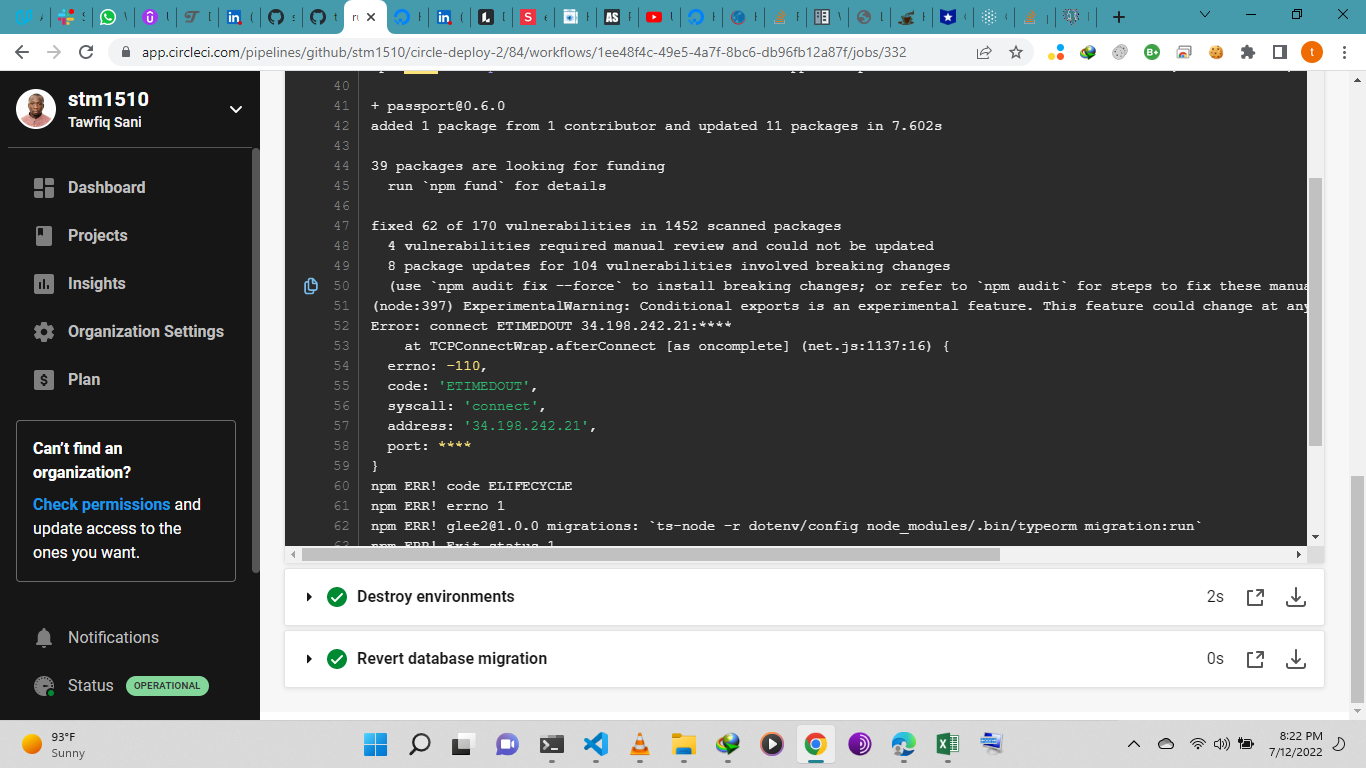 app.circleci.com/pipelines/github/stm1510/circle-deploy-2/84/workflows/1ee48f4c-49e5-4a7f-8bc6-db96fb12a87f/jobs/332
stm1510
Tawfiq Sani
Dashboard
Projects
Insights
Organization Settings
Plan
Can't find an
organization?
Check permissions and
update access to the
ones you want.
Notifications
Status OPERATIONAL
40
41 + passport@0.6.0
42 added 1 package from 1 contributor and updated 11 packages in 7.602s
43
44 39 packages are looking for funding
45 run `npm fund` for details
46
47 fixed 62 of 170 vulnerabilities in 1452 scanned packages
48 4 vulnerabilities required manual review and could not be updated
49 8 package updates for 104 vulnerabilities involved breaking changes
50 (use `npm audit fix --force` to install breaking changes; or refer to `npm audit` for steps to fix these manua
51 (node:397) ExperimentalWarning: Conditional exports is an experimental feature. This feature could change at any
52 Error: connect ETIMEDOUT 34.198.242.21:****
53 at TCPConnectWrap.afterConnect [as oncomplete] (net.js:1137:16) {
54 errno: -110,
55 code: 'ETIMEDOUT',
56 syscall: 'connect',
57 address: '34.198.242.21',
58 port: ****
59 }
60 npm ERR! code ELIFECYCLE
61 npm ERR! errno 1
62 npm ERR! glee2@1.0.0 migrations: `ts-node -r dotenv/config node_modules/.bin/typeorm migration:run`
63 npm ERR! Exit status 1
Destroy environments 2s
Revert database migration 0s
93°F
Sunny
8:22 PM
7/12/2022